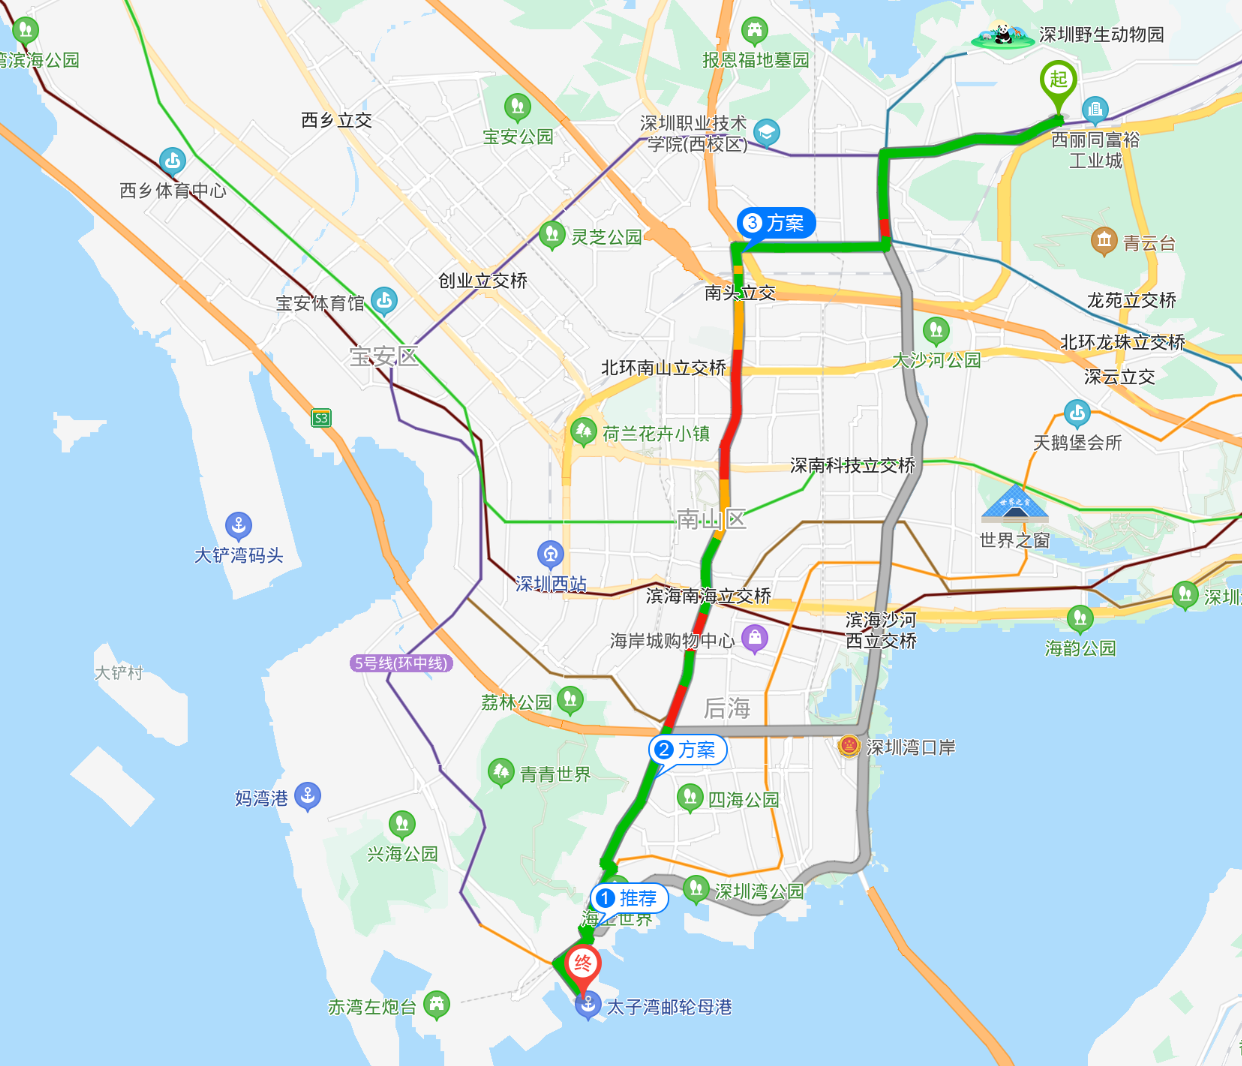 深圳野生动物园
湾滨海公园
报恩福地墓园
起
西乡立交
深圳职业技术
学院(西校区)
宝安公园
西丽同富裕
工业城
西乡体育中心
3 方案
灵芝公园
青云台
创业立交桥
南头立交
宝安体育馆
龙苑立交桥
宝安区
北环南山立交桥
大沙河公园
北环龙珠立交桥
深云立交
S3
荷兰花卉小镇
天鹅堡会所
深南科技立交桥
世界之窗
南山区
世界之窗
大铲湾码头
深圳西站
滨海南海立交桥
深圳
滨海沙河
西立交桥
海岸城购物中心
海韵公园
5号线(环中线)
大铲村
荔林公园
后海
2 方案
深圳湾口岸
青青世界
妈湾港
四海公园
兴海公园
深圳湾公园
1 推荐
海上世界
终
赤湾左炮台
太子湾邮轮母港